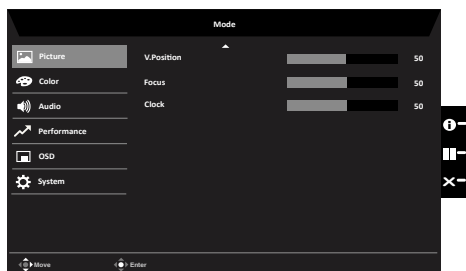 Mode
Picture
V.Position 50
Color
Focus 50
Audio
Clock 50
Performance
OSD
System
Move Enter